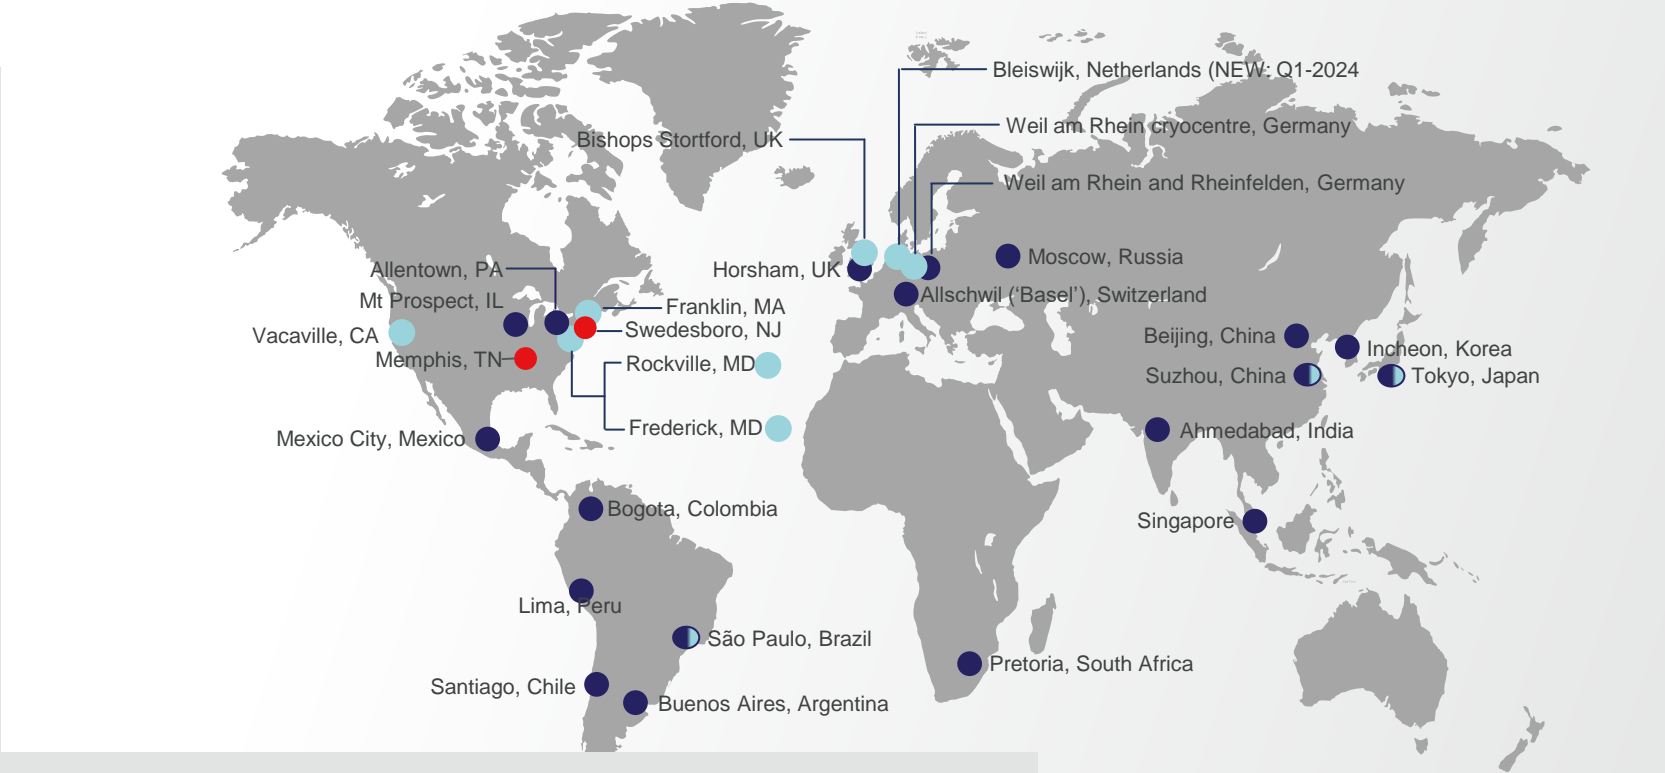 Bleiswijk, Netherlands (NEW: Q1-2024
Weil am Rhein cryocentre, Germany
Bishops Stortford, UK
Weil am Rhein and Rheinfelden, Germany
Moscow, Russia
Allentown, PA
Horsham, UK
Allschwil (‘Basel’), Switzerland
Mt Prospect, IL
Franklin, MA
Swedesboro, NJ
Vacaville, CA
Beijing, China
Incheon, Korea
Memphis, TN
Rockville, MD
Suzhou, China
Tokyo, Japan
Frederick, MD
Ahmedabad, India
Mexico City, Mexico
Bogota, Colombia
Singapore
Lima, Peru
São Paulo, Brazil
Pretoria, South Africa
Santiago, Chile
Buenos Aires, Argentina